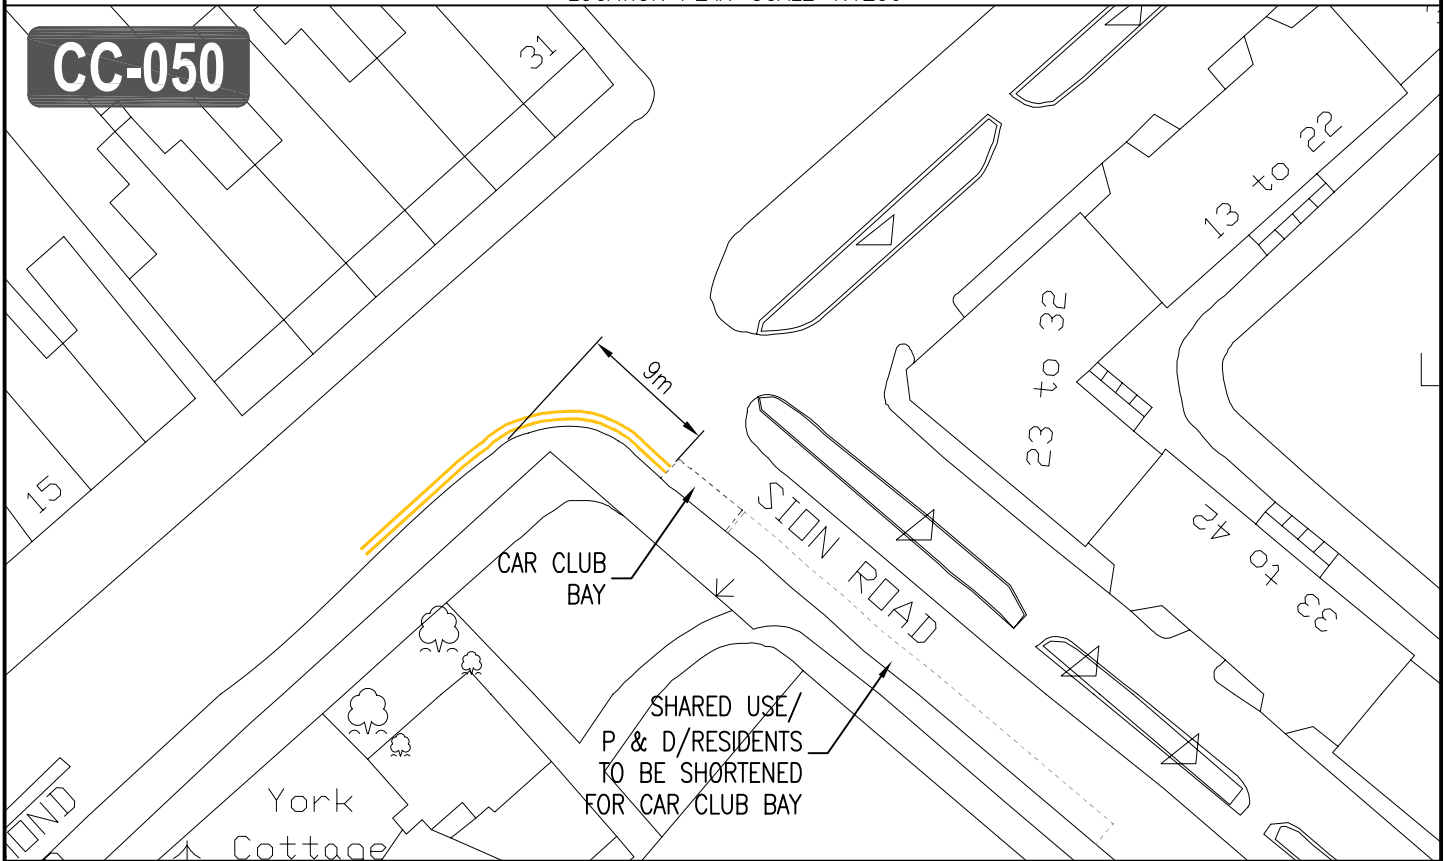 CC-050
31
13 to 22
23 to 32
9m
15
SION ROAD
33 to 42
CAR CLUB
BAY
SHARED USE/
P & D/RESIDENTS
TO BE SHORTENED
FOR CAR CLUB BAY
York
Cottage